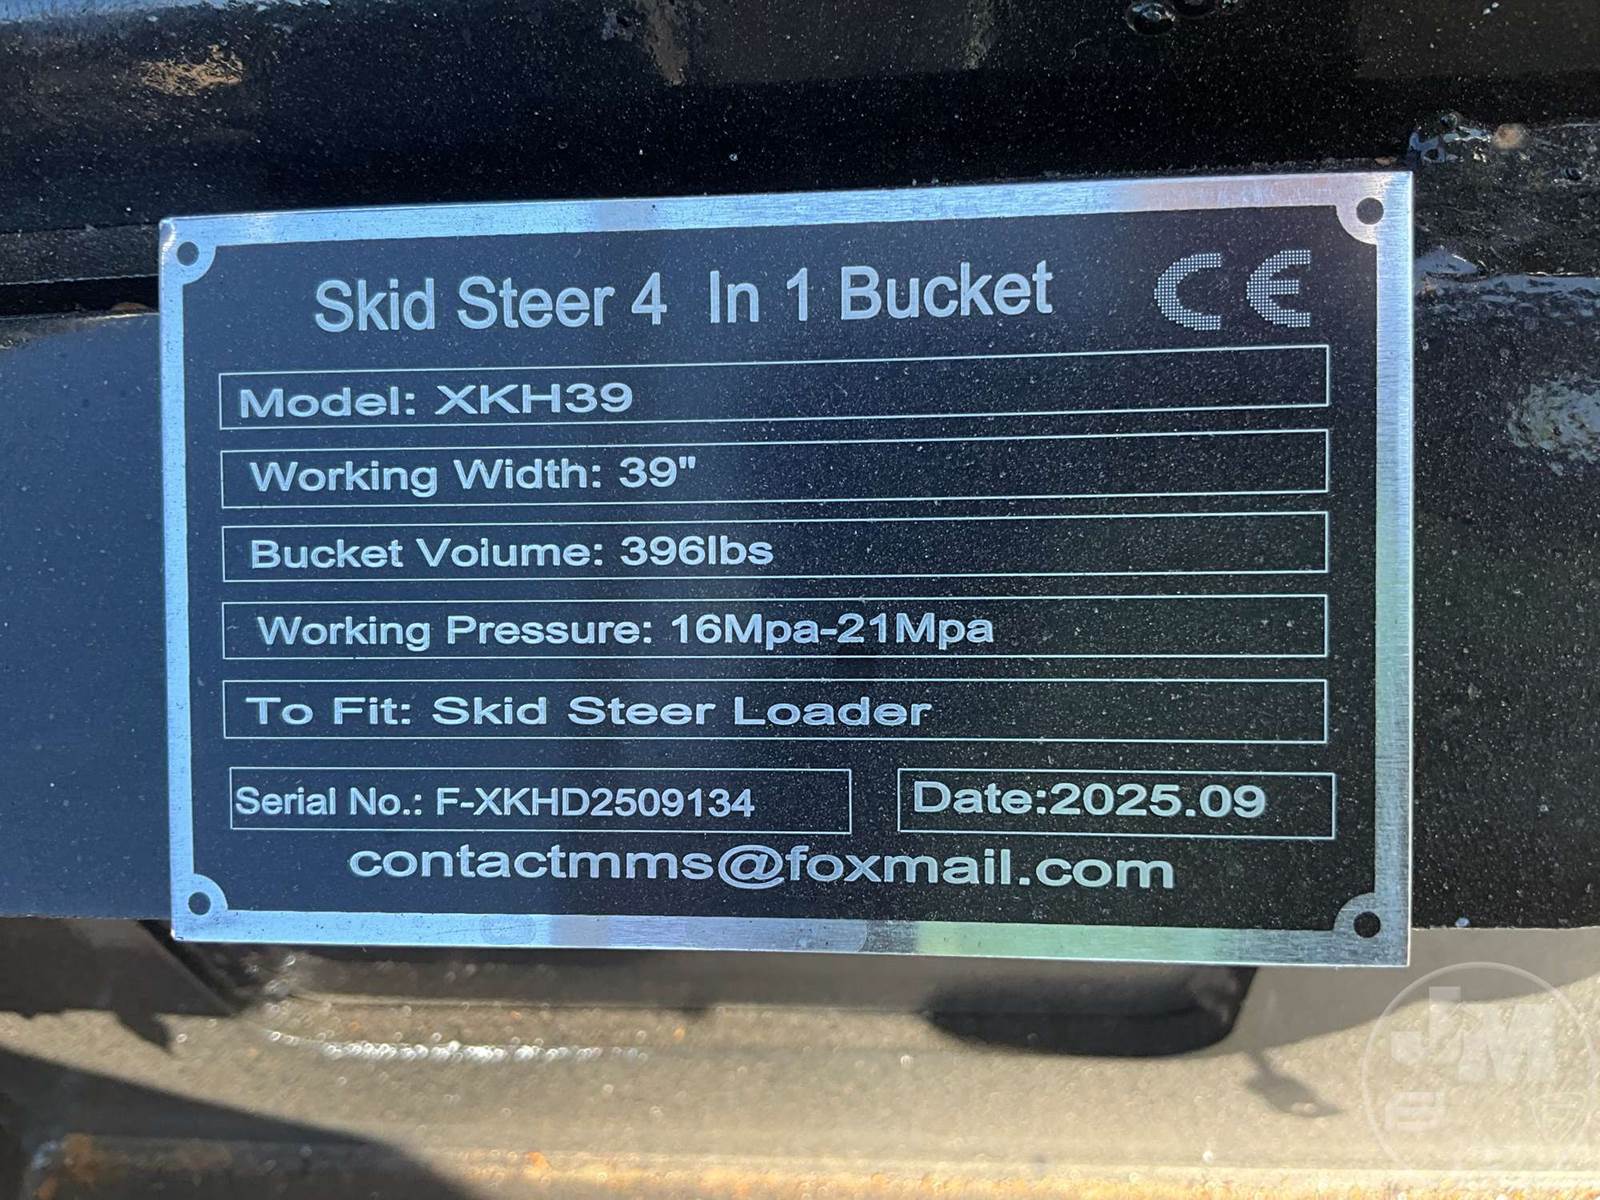 Skid Steer 4 In 1 Bucket CE
Model: XKH39
Working Width: 39"
Bucket Voiume: 396lbs
Working Pressure: 16Mpa-21Mpa
To Fit: Skid Steer Loader
Serial No.: F-XKHD2509134
Date:2025.09
contactmms@foxmail.com
JM